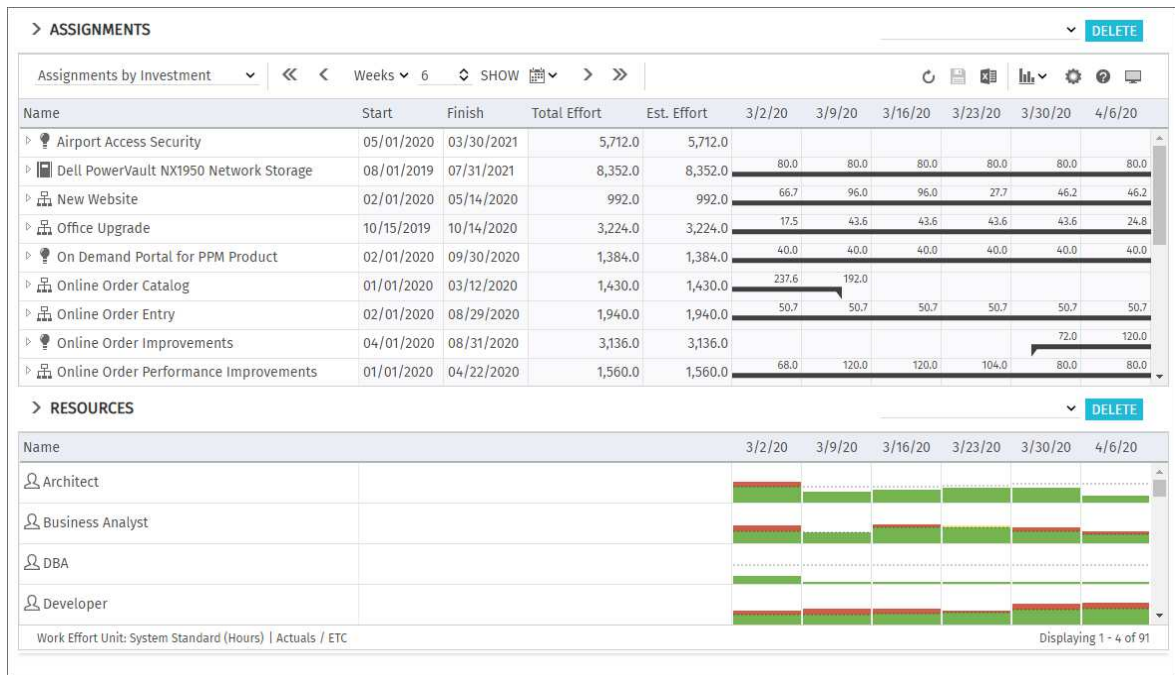 ASSIGNMENTS
DELETE
Assignments by Investment Weeks 6 SHOW
Name Start Finish Total Effort Est. Effort 3/2/20 3/9/20 3/16/20 3/23/20 3/30/20 4/6/20
Airport Access Security 05/01/2020 03/30/2021 5,712.0 5,712.0
Dell PowerVault NX1950 Network Storage 08/01/2019 07/31/2021 8,352.0 8,352.0 80.0 80.0 80.0 80.0 80.0 80.0
New Website 02/01/2020 05/14/2020 992.0 992.0 66.7 96.0 96.0 27.7 46.2 46.2
Office Upgrade 10/15/2019 10/14/2020 3,224.0 3,224.0 17.5 43.6 43.6 43.6 43.6 24.8
On Demand Portal for PPM Product 02/01/2020 09/30/2020 1,384.0 1,384.0 40.0 40.0 40.0 40.0 40.0 40.0
Online Order Catalog 01/01/2020 03/12/2020 1,430.0 1,430.0 237.6 192.0
Online Order Entry 02/01/2020 08/29/2020 1,940.0 1,940.0 50.7 50.7 50.7 50.7 50.7 50.7
Online Order Improvements 04/01/2020 08/31/2020 3,136.0 3,136.0 72.0 120.0
Online Order Performance Improvements 01/01/2020 04/22/2020 1,560.0 1,560.0 68.0 120.0 120.0 104.0 80.0 80.0
RESOURCES
DELETE
Name 3/2/20 3/9/20 3/16/20 3/23/20 3/30/20 4/6/20
Architect
Business Analyst
DBA
Developer
Work Effort Unit: System Standard (Hours) | Actuals / ETC Displaying 1 - 4 of 91